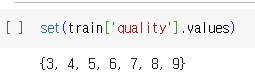 [ ] set(train['quality'].values)
{3, 4, 5, 6, 7, 8, 9}